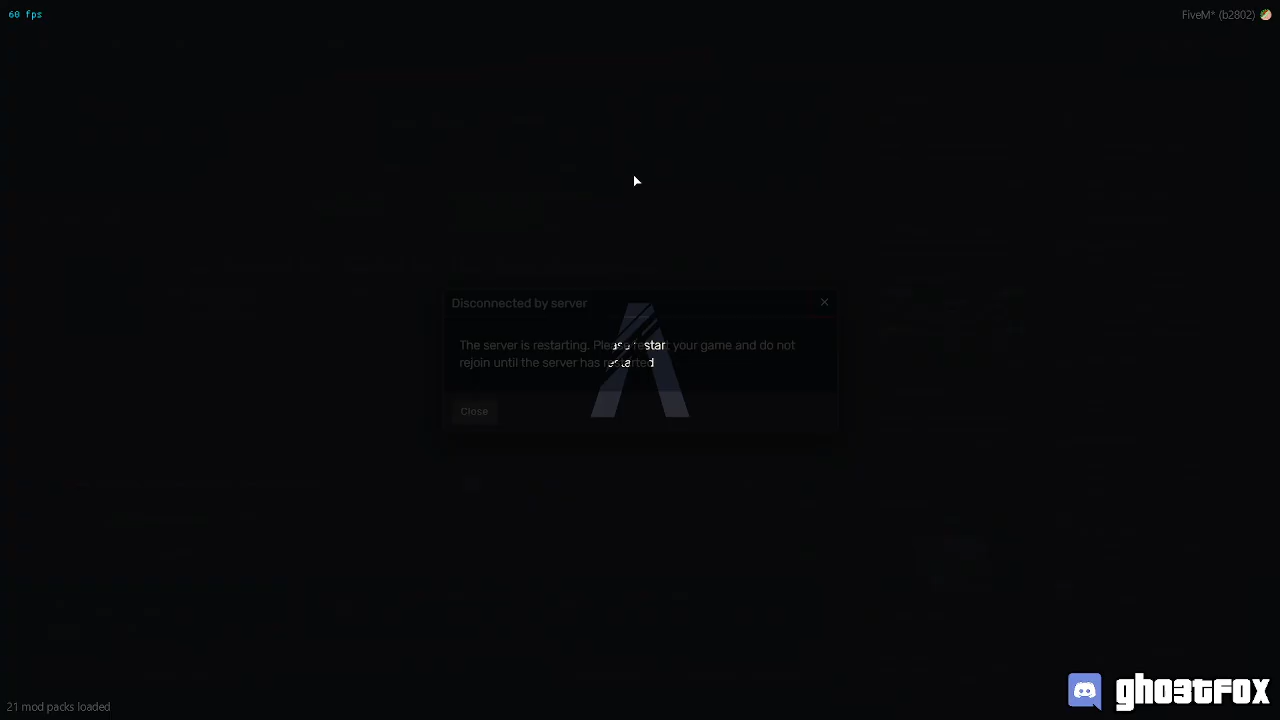 60 fps
FiveM* (b2802)
Disconnected by server
The server is restarting. Please restart your game and do not
rejoin until the server has restarted
Close
21 mod packs loaded
gho3tfox